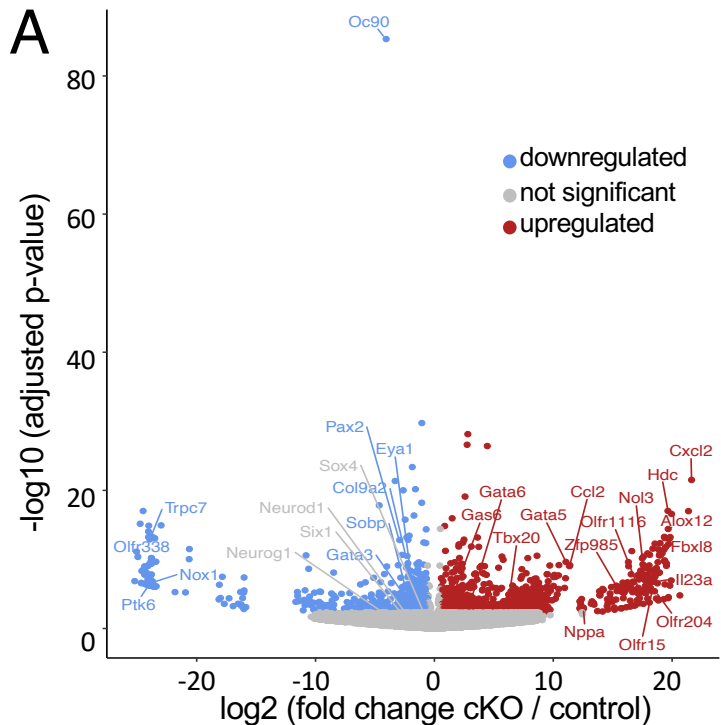 A
Oc90
80
downregulated
not significant
upregulated
60
-log10 (adjusted p-value)
40
Pax2
Eya1
Sox4
Cxcl2
Hdc
Col9a2
Gata6
Ccl2
Nol3
20
Trpc7
Neurod1
Sobp
Gas6
Gata5
Olfr1116
Alox12
Six1
Tbx20
Zfp985
Fbxl8
Olfr338
Neurog1
Gata3
Nox1
Il23a
Ptk6
Olfr204
Nppa
Olfr15
0
-20 -10 0 10 20
log2 (fold change cKO / control)